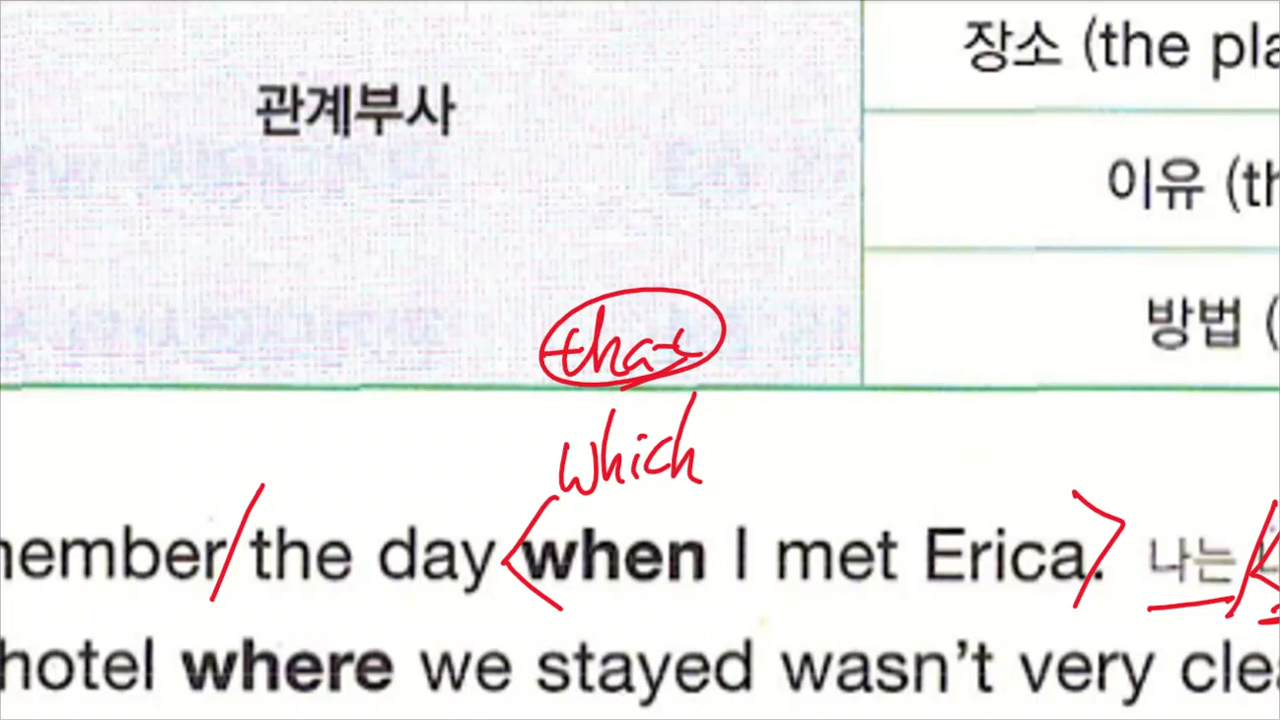 장소 (the pla
관계부사
이유 (th
방법 (
that
which
member the day when I met Erica. 나는
hotel where we stayed wasn't very clea